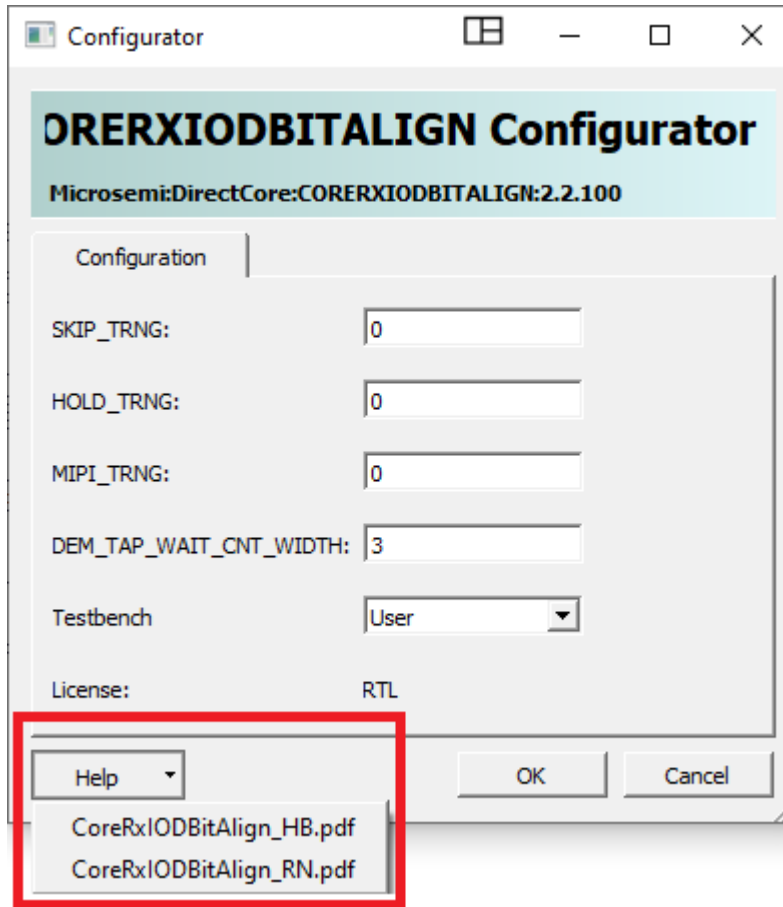 Configurator
ORERXIODBITALIGN Configurator
Microsemi:DirectCore:CORERXIODBITALIGN:2.2.100
Configuration
SKIP_TRNG: 0
HOLD_TRNG: 0
MIPI_TRNG: 0
DEM_TAP_WAIT_CNT_WIDTH: 3
Testbench User
License: RTL
Help OK Cancel
CoreRxIODBitAlign_HB.pdf
CoreRxIODBitAlign_RN.pdf